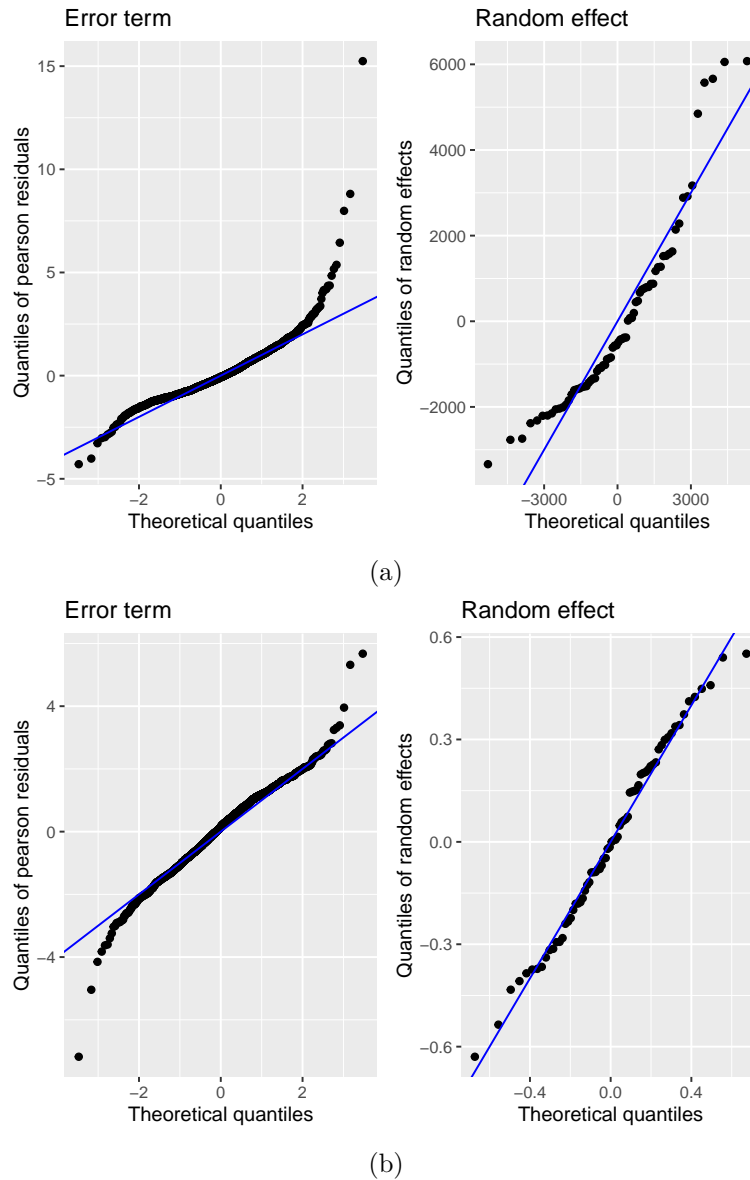 Error term
Quantiles of pearson residuals
15
10
5
0
−5
−2
0
2
Theoretical quantiles
Random effect
Quantiles of random effects
6000
4000
2000
0
−2000
−3000
0
3000
Theoretical quantiles
(a)
Error term
Quantiles of pearson residuals
4
0
−4
−2
0
2
Theoretical quantiles
Random effect
Quantiles of random effects
0.6
0.3
0.0
−0.3
−0.6
−0.4
0.0
0.4
Theoretical quantiles
(b)